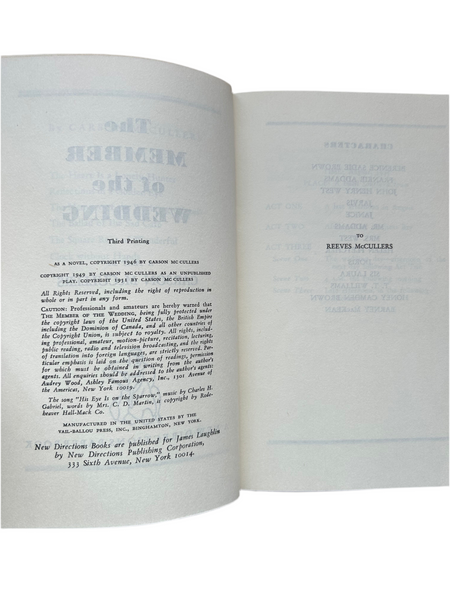 Third Printing
AS A NOVEL, COPYRIGHT 1946 BY CARSON MC CULLERS
COPYRIGHT 1949 BY CARSON MC CULLERS AS AN UNPUBLISHED
PLAY. COPYRIGHT 1951 BY CARSON MC CULLERS
All Rights Reserved, including the right of reproduction in
whole or in part in any form.
CAUTION: Professionals and amateurs are hereby warned that
THE MEMBER OF THE WEDDING, being fully protected under
the copyright laws of the United States, the British Empire
including the Dominion of Canada, and all other countries of
the Copyright Union, is subject to royalty. All rights, includ-
ing professional, amateur, motion-picture, recitation, lecturing,
public reading, radio and television broadcasting, and the rights
of translation into foreign languages, are strictly reserved. Par-
ticular emphasis is laid on the question of readings, permission
for which must be obtained in writing from the author's
agents. All enquiries should be addressed to the author's agent:
Audrey Wood, Ashley Famous Agency, Inc., 1301 Avenue of
the Americas, New York 10019.
The song "His Eye Is on the Sparrow," music by Charles H.
Gabriel, words by Mrs. C. D. Martin, is copyright by Rode-
heaver Hall-Mack Co.
MANUFACTURED IN THE UNITED STATES BY THE
VAIL-BALLOU PRESS, INC., BINGHAMTON, NEW YORK.
New Directions Books are published for James Laughlin
by New Directions Publishing Corporation,
333 Sixth Avenue, New York 10014.
TO
REEVES MCCULLERS